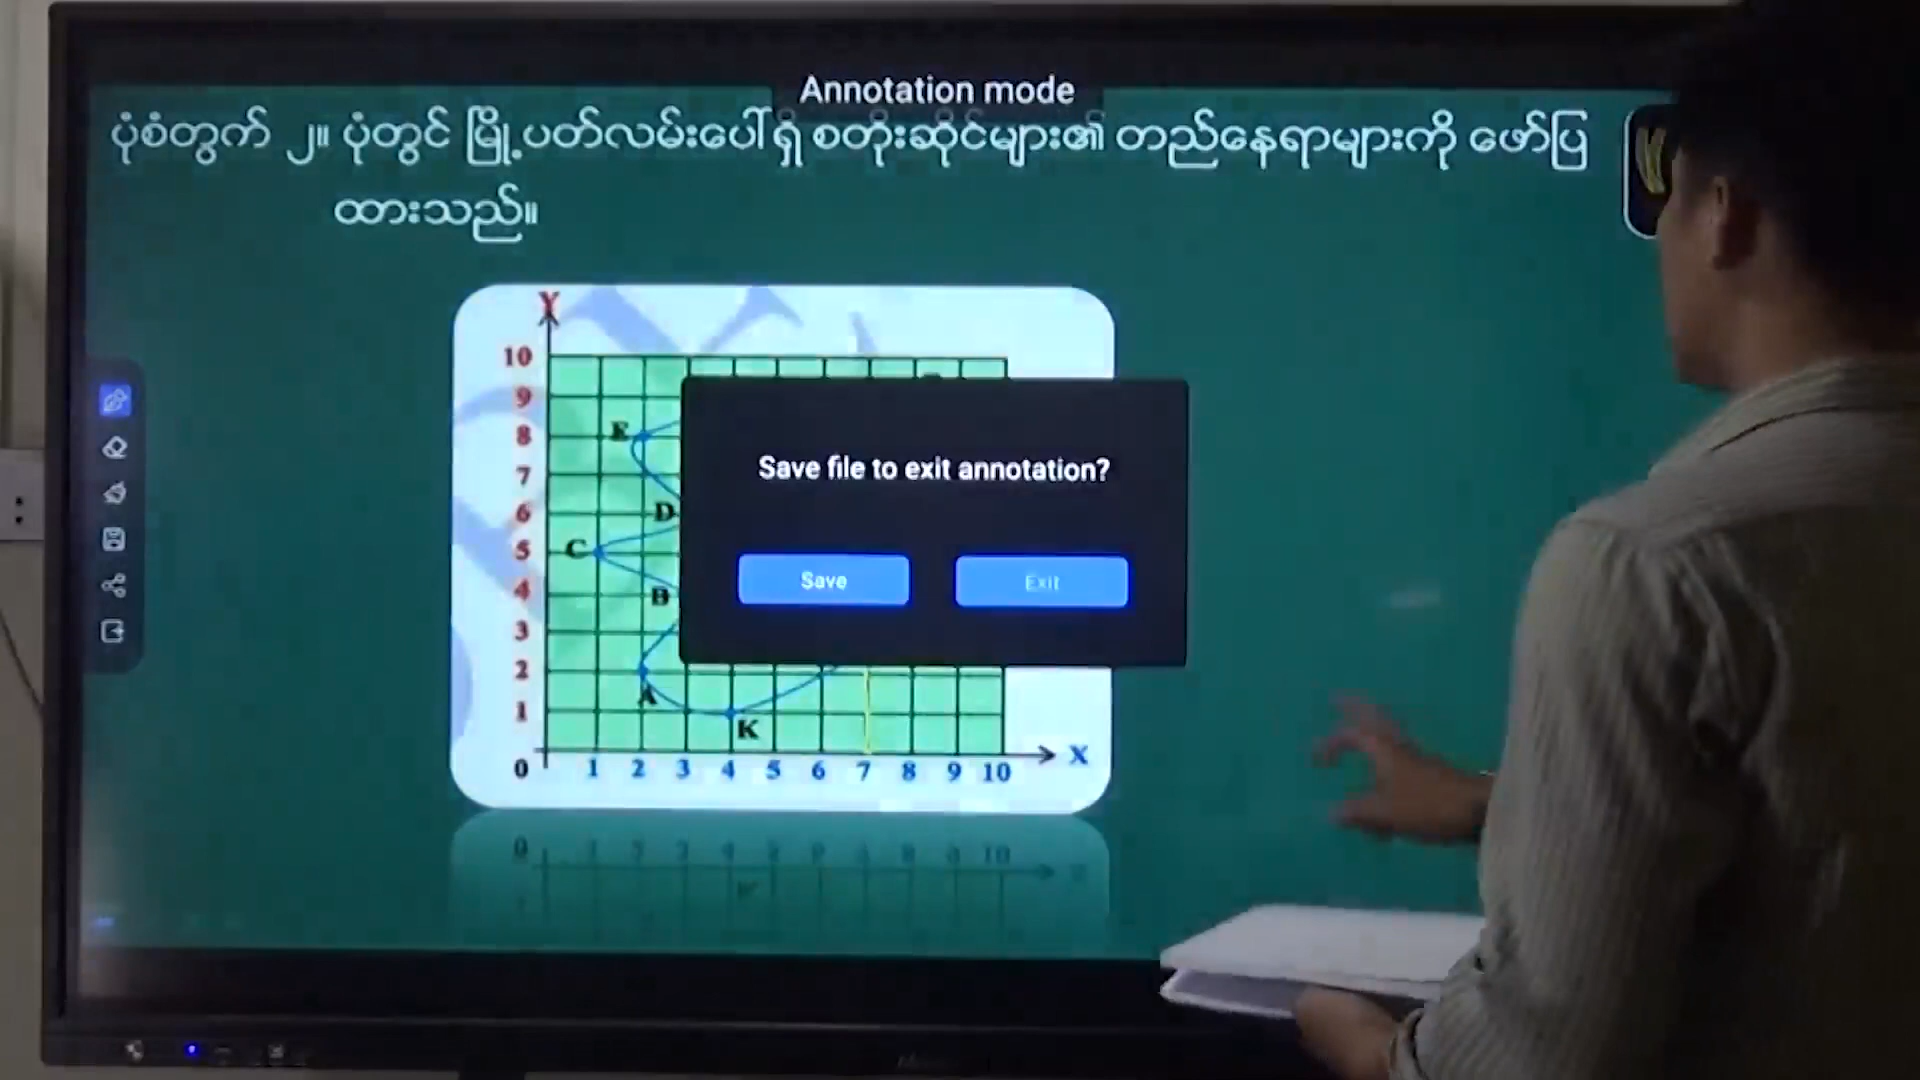 Annotation mode
ပုံစံတွက် ၂။ ပုံတွင် မြို့ပတ်လမ်းပေါ်ရှိ စတိုးဆိုင်များ၏ တည်နေရာများကို ဖော်ပြ
ထားသည်။
Y
10
9
8
E
7
6
D
5
C
4
B
3
2
A
1
K
0
1 2 3 4 5 6 7 8 9 10
X
Save file to exit annotation?
Save
Exit